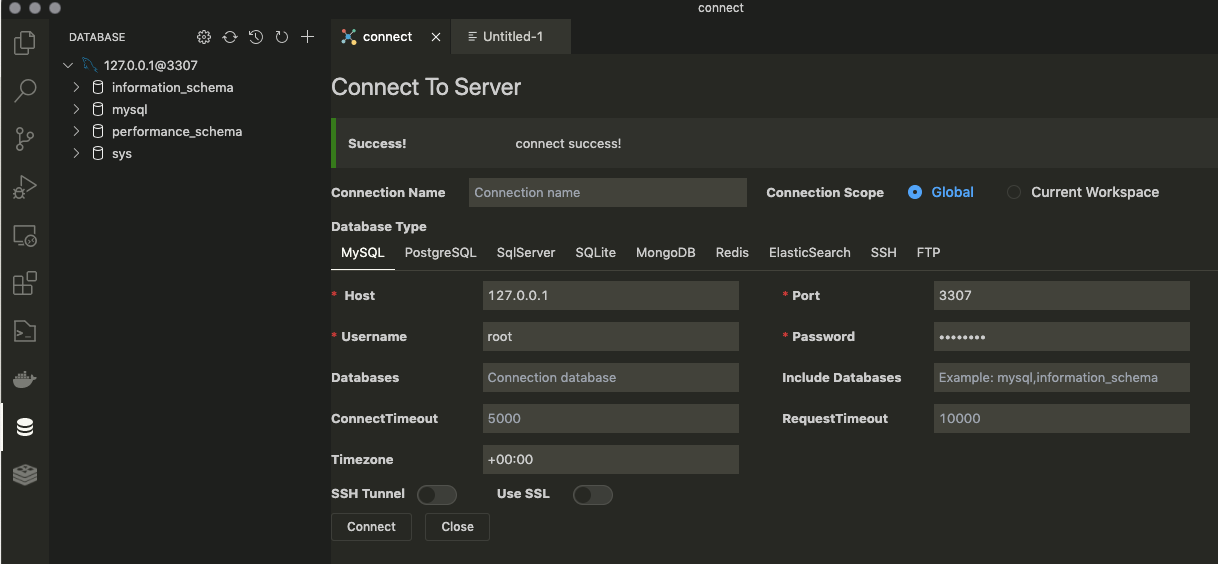 connect
DATABASE
127.0.0.1@3307
information_schema
mysql
performance_schema
sys
connect Untitled-1
Connect To Server
Success! connect success!
Connection Name Connection name Connection Scope Global Current Workspace
Database Type
MySQL PostgreSQL SqlServer SQLite MongoDB Redis ElasticSearch SSH FTP
* Host 127.0.0.1 * Port 3307
* Username root * Password ••••••••
Databases Connection database Include Databases Example: mysql,information_schema
ConnectTimeout 5000 RequestTimeout 10000
Timezone +00:00
SSH Tunnel Use SSL
Connect Close